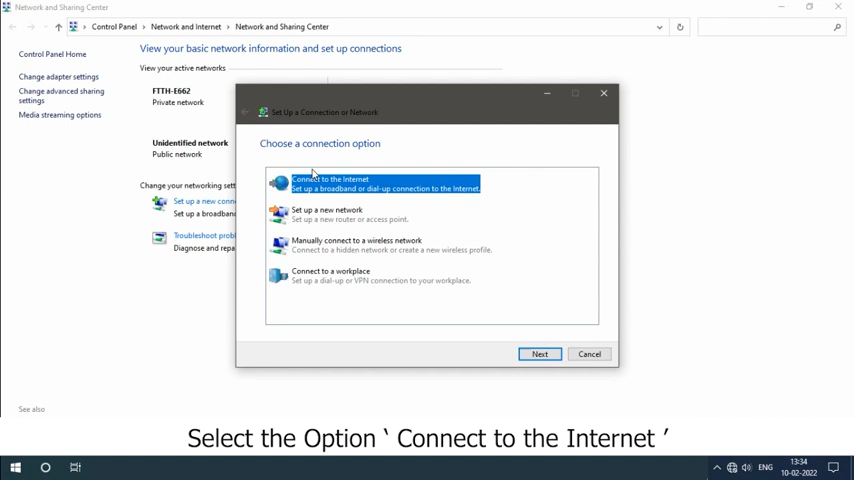 Network and Sharing Center
Control Panel > Network and Internet > Network and Sharing Center
Control Panel Home
Change adapter settings
Change advanced sharing
settings
Media streaming options
See also
View your basic network information and set up connections
View your active networks
FTTH-E662
Private network
Unidentified network
Public network
Change your networking sett
Set up a new conn
Set up a broadband
Troubleshoot probl
Diagnose and repa
Set Up a Connection or Network
Choose a connection option
Connect to the Internet
Set up a broadband or dial-up connection to the Internet.
Set up a new network
Set up a new router or access point.
Manually connect to a wireless network
Connect to a hidden network or create a new wireless profile.
Connect to a workplace
Set up a dial-up or VPN connection to your workplace.
Next
Cancel
Select the Option ‛ Connect to the Internet ’
ENG
13:34
10-02-2022